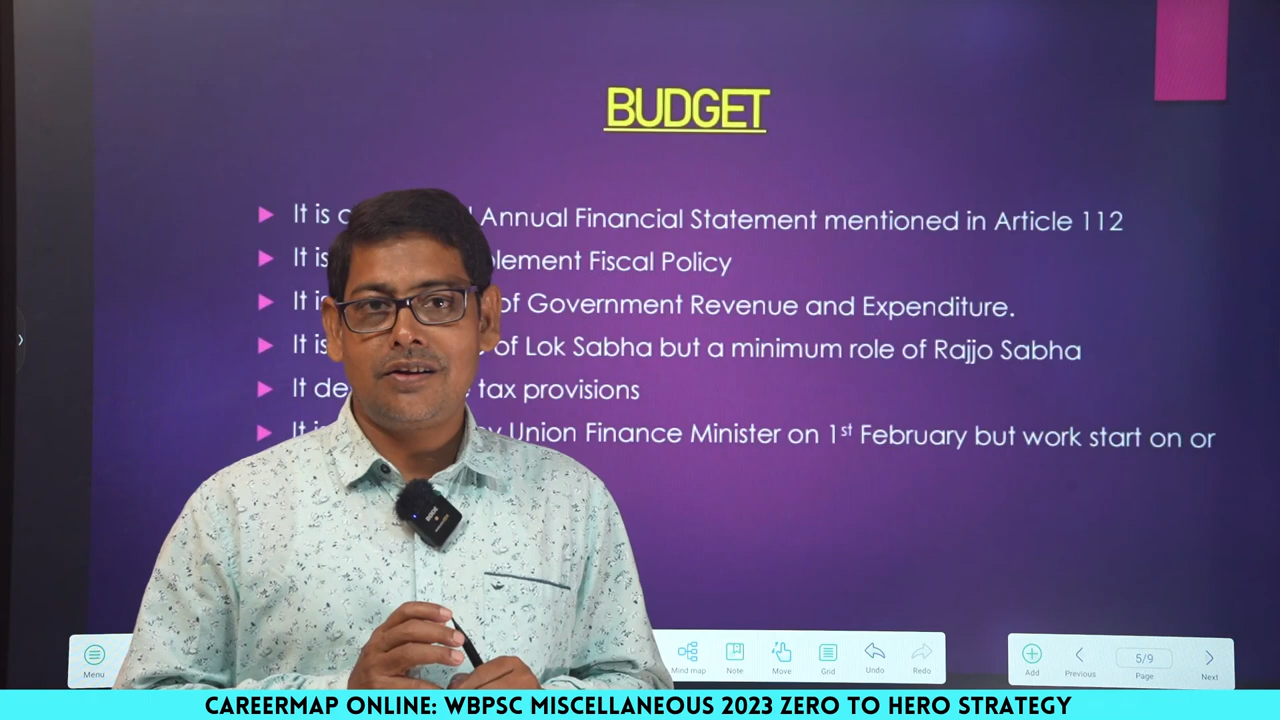 BUDGET
It is Annual Financial Statement mentioned in Article 112
It is Fiscal Policy
It of Government Revenue and Expenditure.
It is of Lok Sabha but a minimum role of Rajjo Sabha
It tax provisions
Union Finance Minister on 1st February but work start on or
Menu
Mind map
Note
Move
Grid
Undo
Redo
Add
Previous
5/9
Page
Next
CAREERMAP ONLINE: WBPSC MISCELLANEOUS 2023 ZERO TO HERO STRATEGY